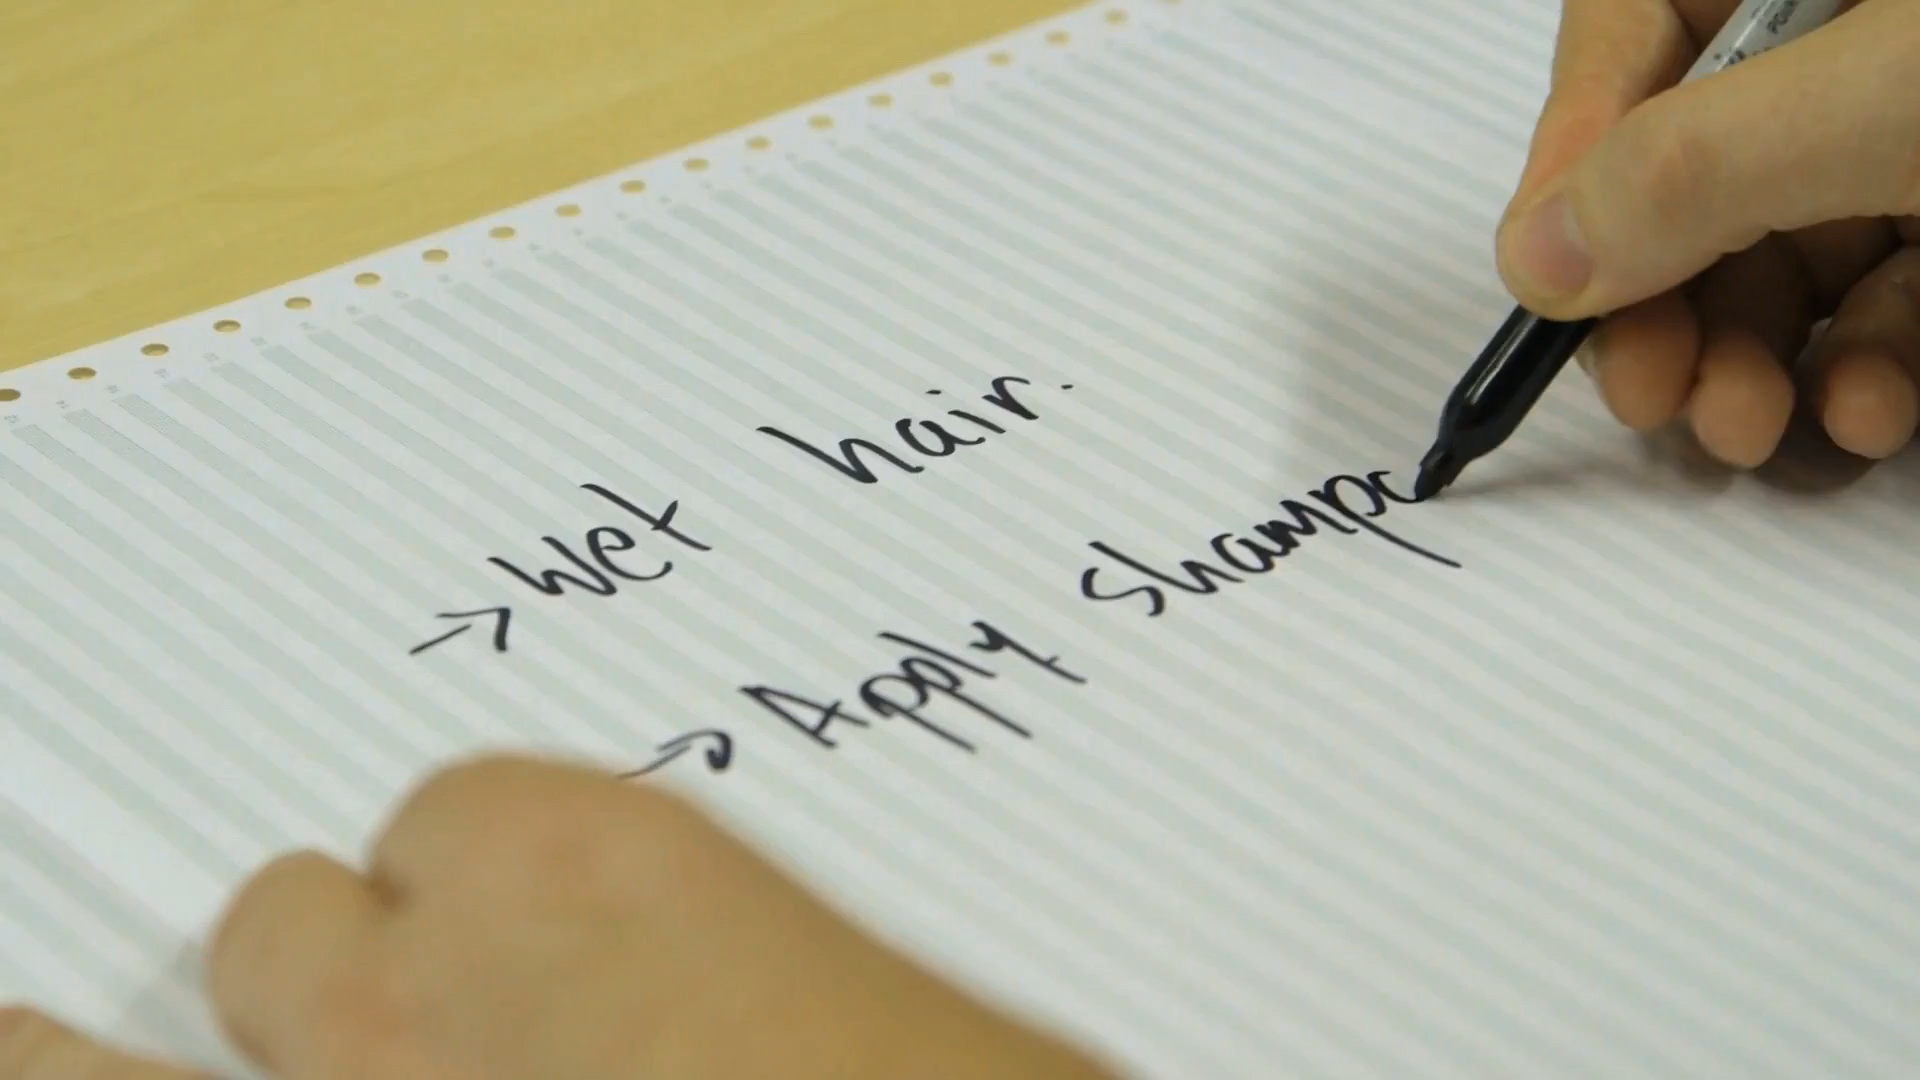 → Wet hair.
→ Apply shampo